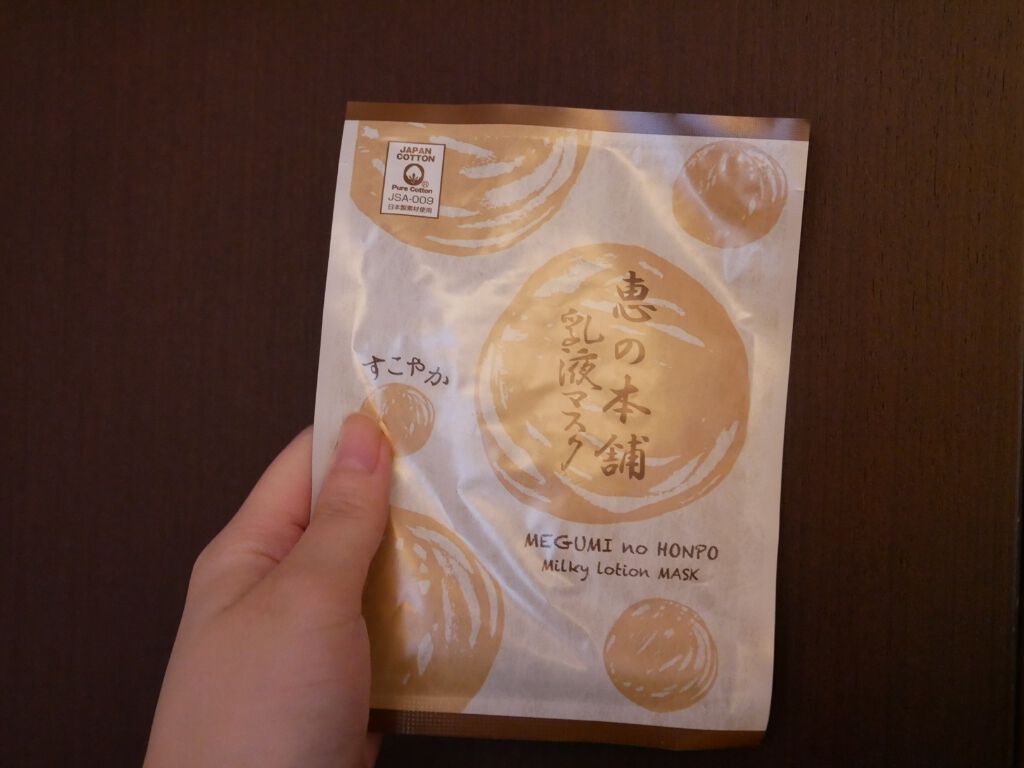 JAPAN
COTTON
®
Pure Cotton
JSA-009
日本製素材使用
恵の本舗
乳液マスク
すこやか
MEGUMI no HONPO
Milky lotion MASK